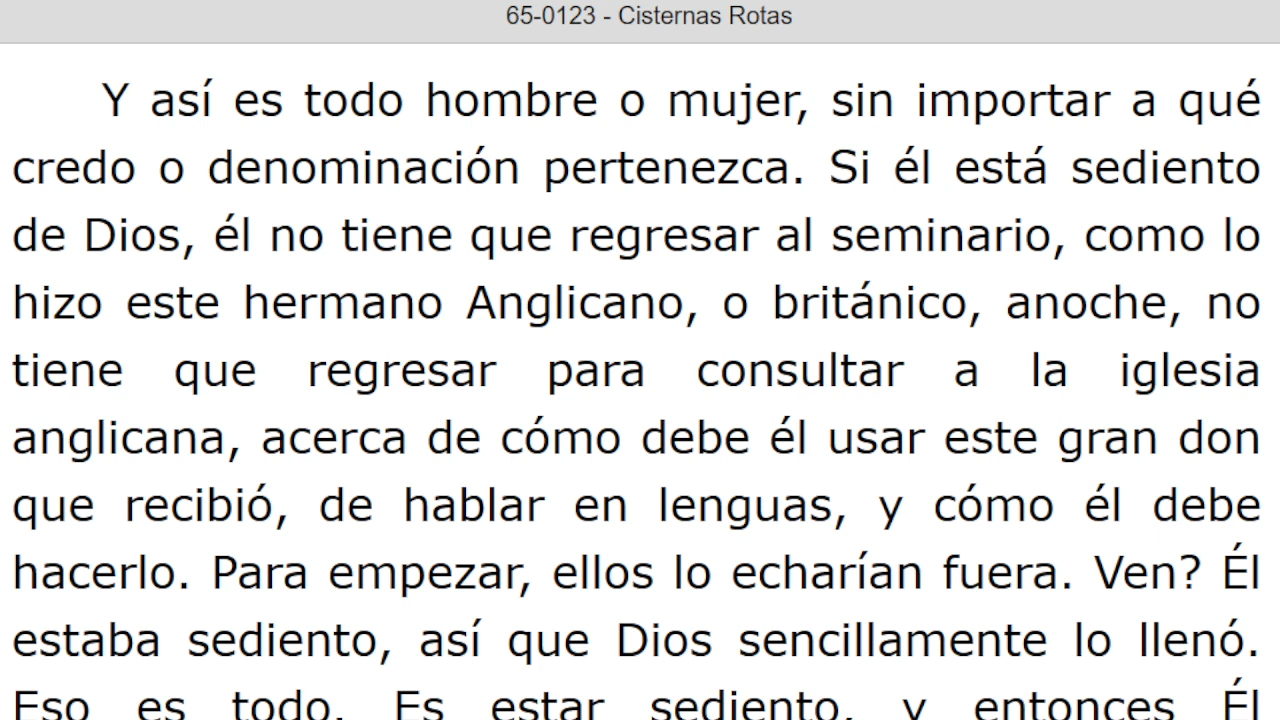 65-0123 - Cisternas Rotas
Y así es todo hombre o mujer, sin importar a qué
credo o denominación pertenezca. Si él está sediento
de Dios, él no tiene que regresar al seminario, como lo
hizo este hermano Anglicano, o británico, anoche, no
tiene que regresar para consultar a la iglesia
anglicana, acerca de cómo debe él usar este gran don
que recibió, de hablar en lenguas, y cómo él debe
hacerlo. Para empezar, ellos lo echarían fuera. Ven? Él
estaba sediento, así que Dios sencillamente lo llenó.
Eso es todo. Es estar sediento, y entonces Él